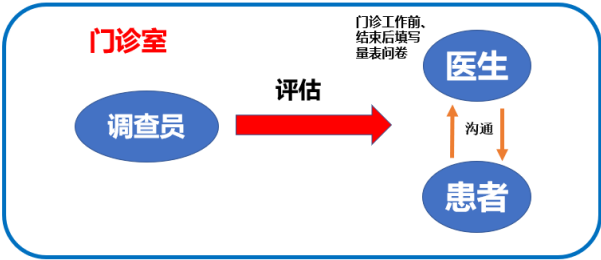 门诊室
门诊工作前、
结束后填写
量表问卷
医生
评估
调查员
沟通
患者